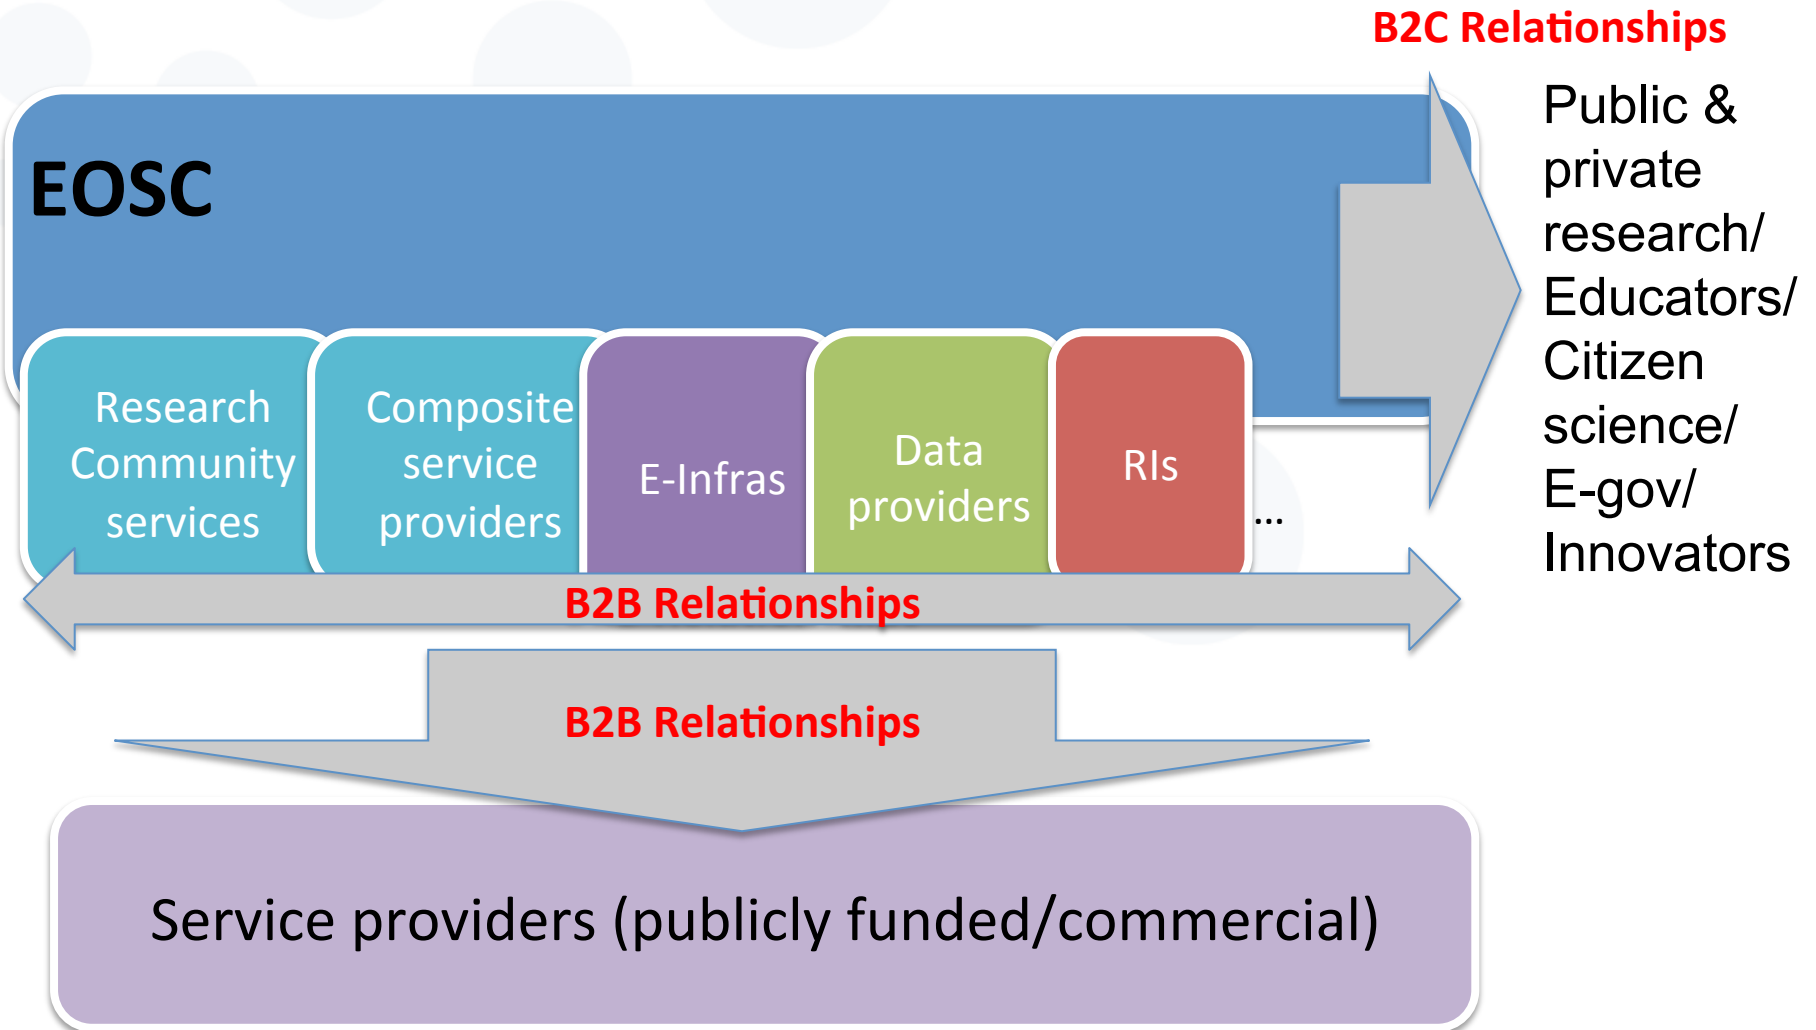 B2C Relationships
Public &
private
research/
Educators/
Citizen
science/
E-gov/
Innovators
EOSC
Research
Community
services
Composite
service
providers
E-Infras
Data
providers
RIs
...
B2B Relationships
B2B Relationships
Service providers (publicly funded/commercial)